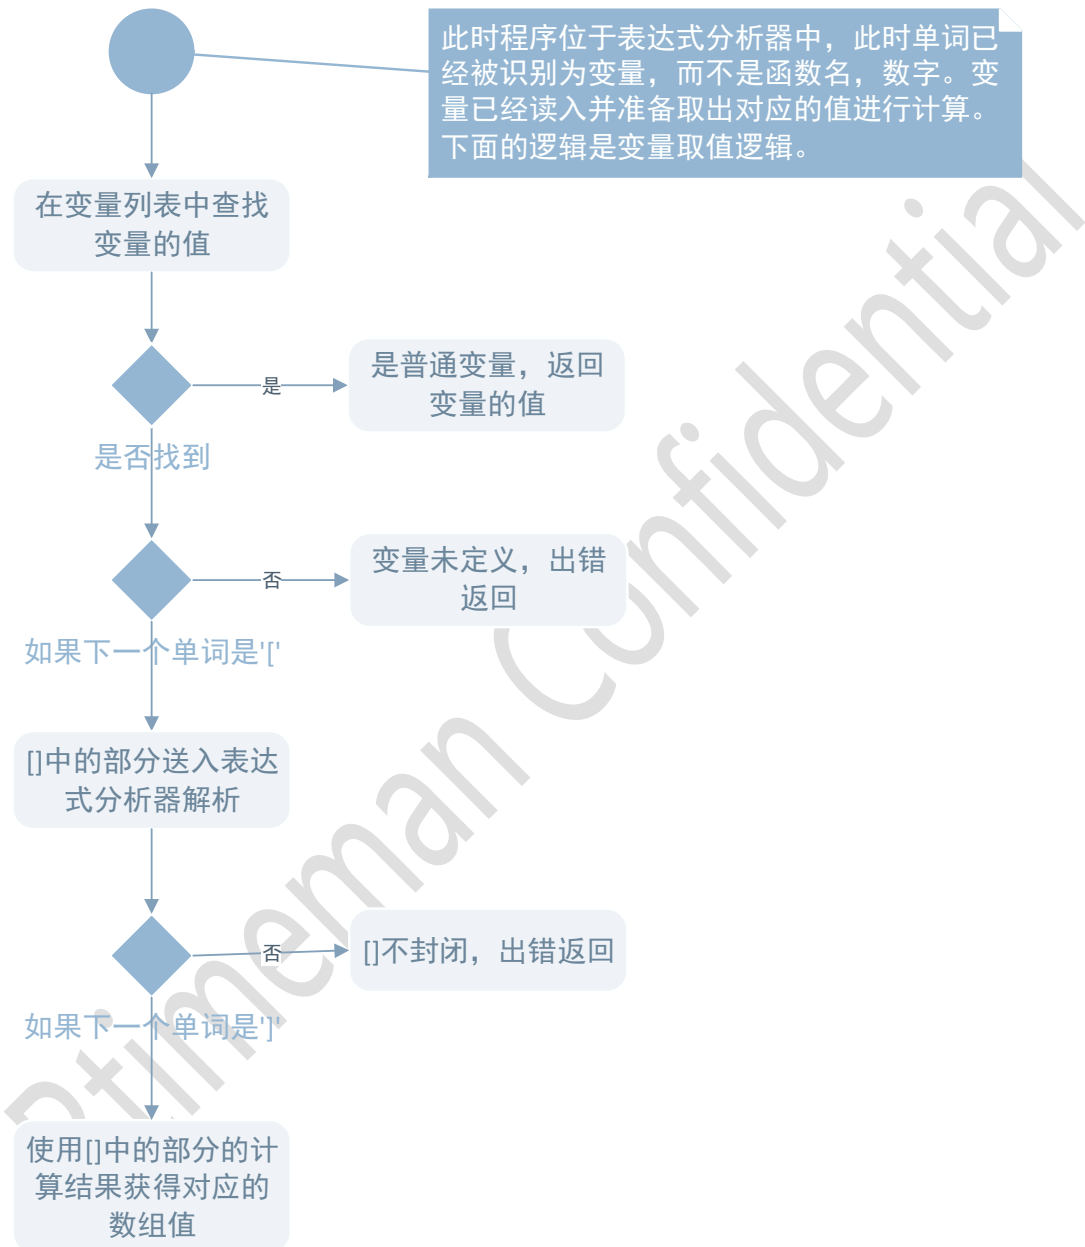 此时程序位于表达式分析器中，此时单词已
经被识别为变量，而不是函数名，数字。变
量已经读入并准备取出对应的值进行计算。
下面的逻辑是变量取值逻辑。
在变量列表中查找
变量的值
是
是普通变量，返回
变量的值
是否找到
否
变量未定义，出错
返回
如果下一个单词是'['
[]中的部分送入表达
式分析器解析
否
[]不封闭，出错返回
如果下一个单词是']'
使用[]中的部分的计
算结果获得对应的
数组值
Rtimeman Confidential